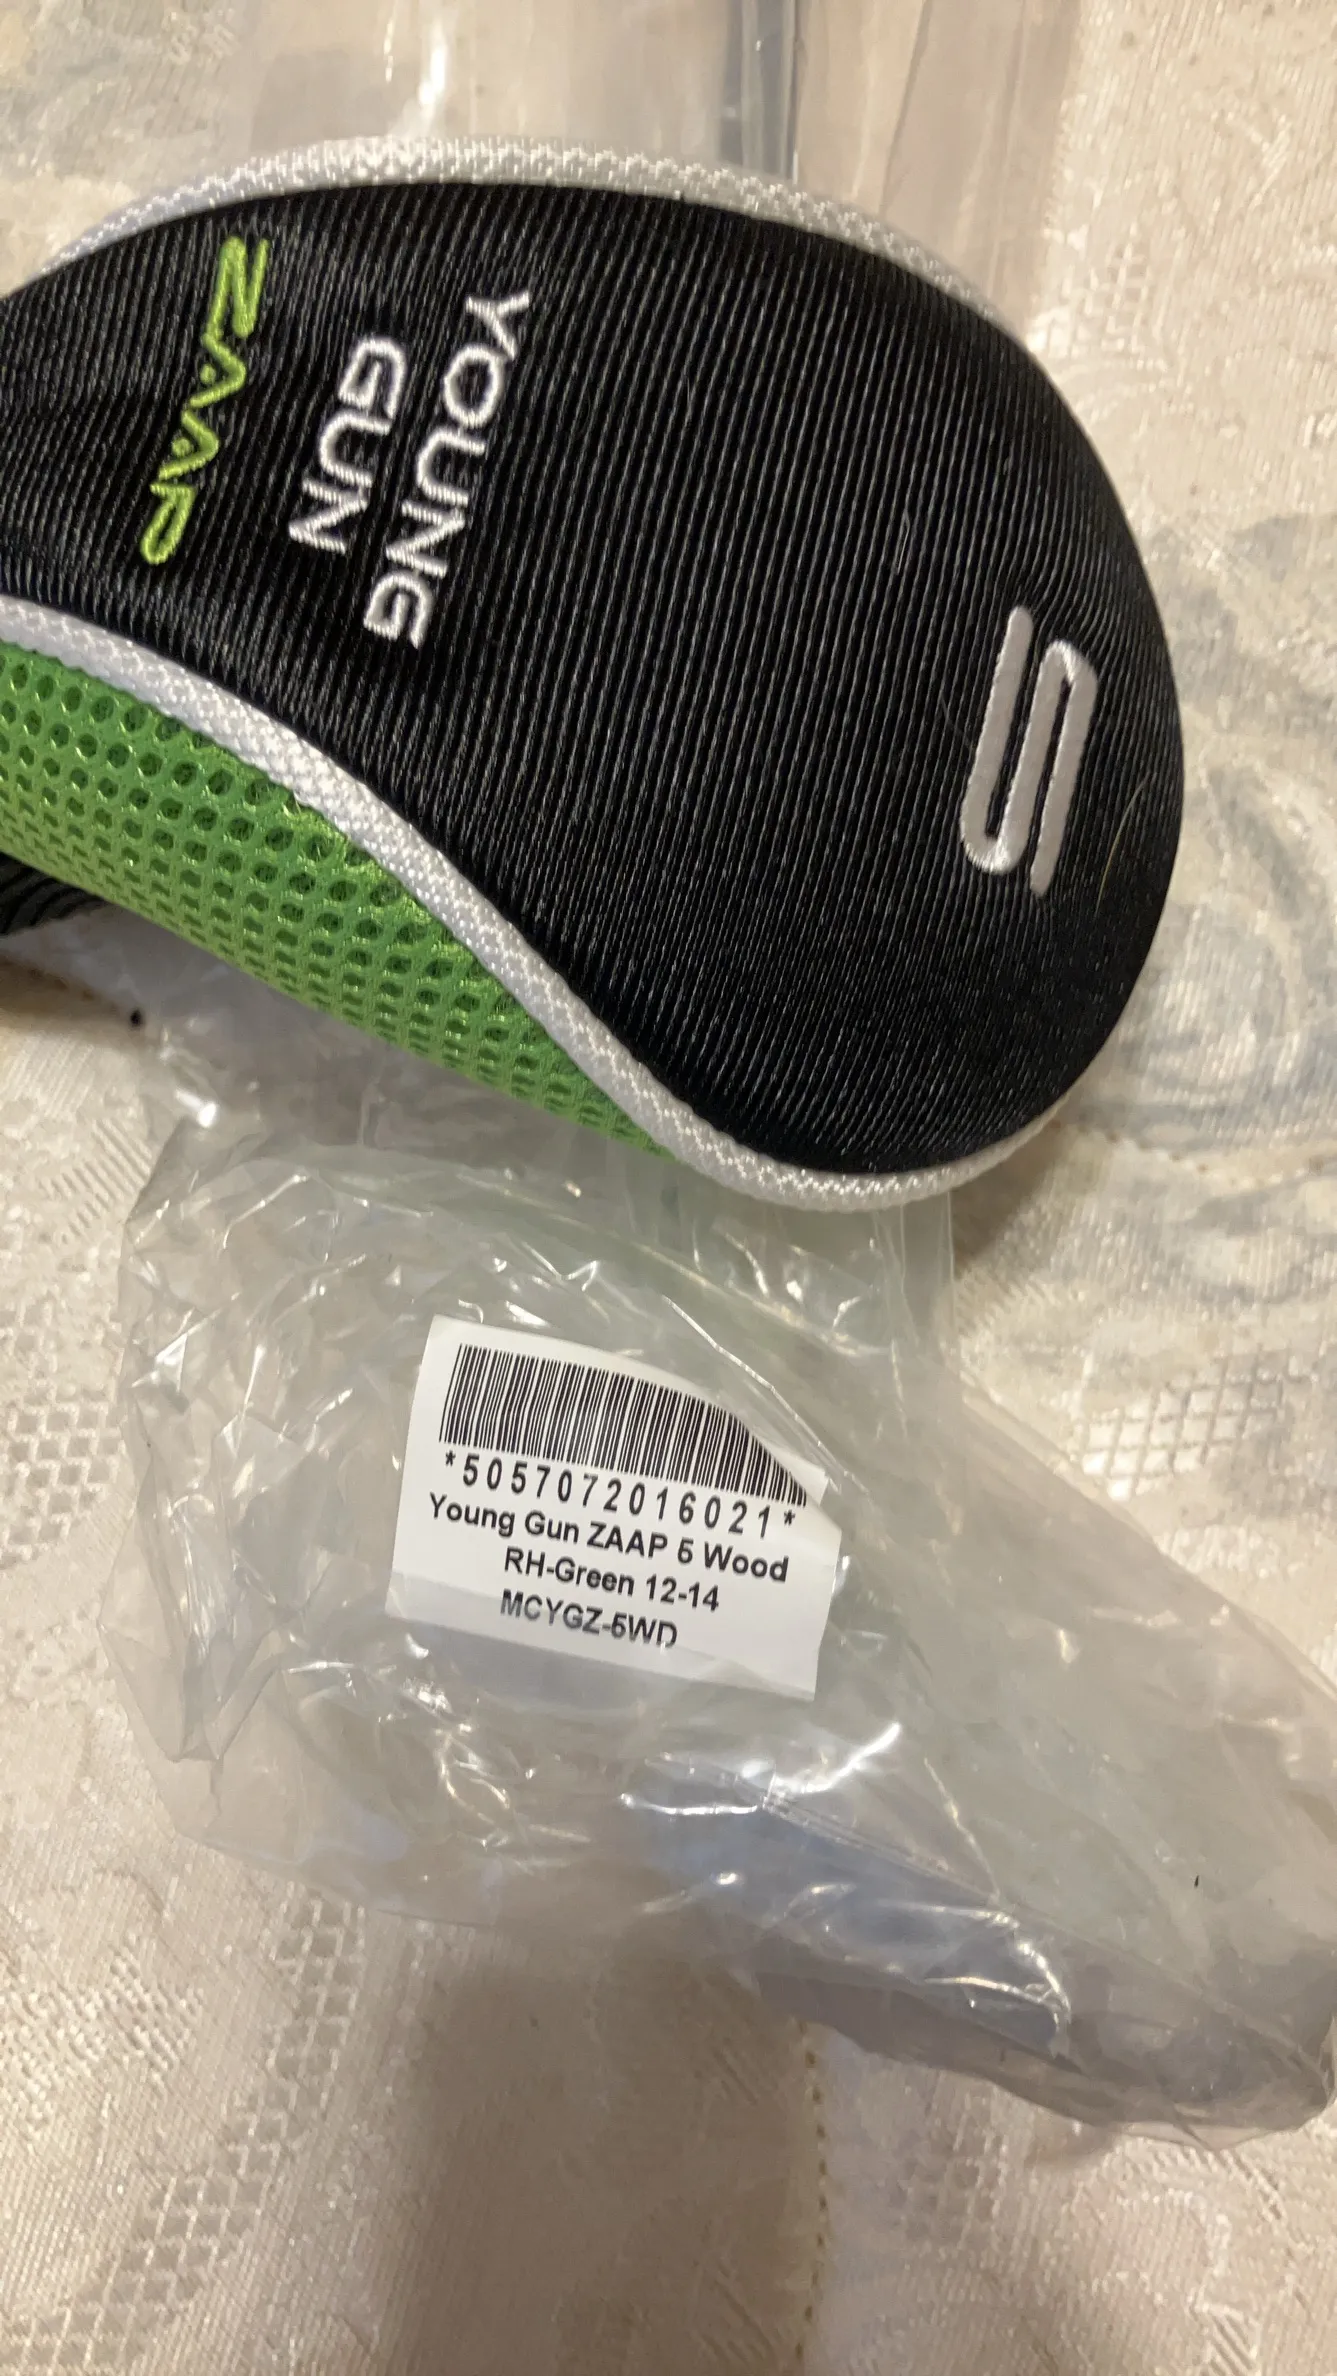 ZAAP
YOUNG
GUN
5
*5057072016021*
Young Gun ZAAP 5 Wood
RH-Green 12-14
MCYGZ-5WD